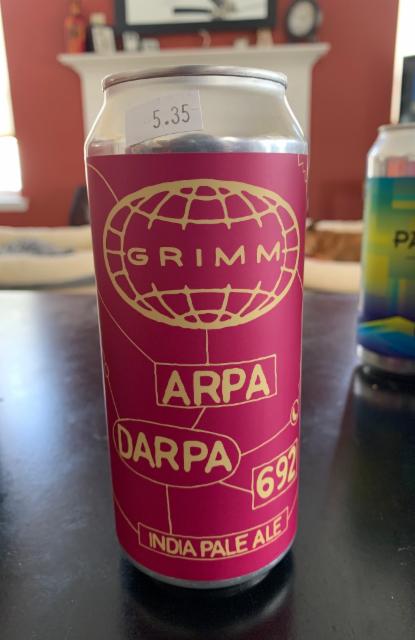 5.35
GRIMM
ARPA
DARPA
692
INDIA PALE ALE